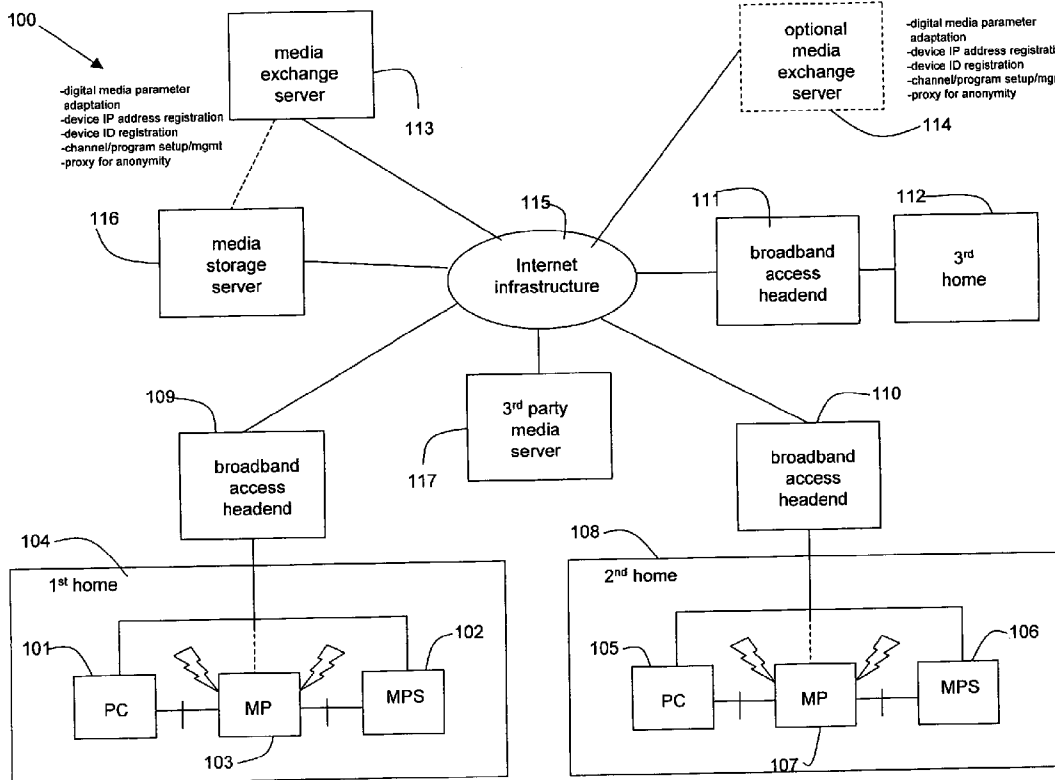 100
media
exchange
server
113
-digital media parameter
adaptation
-device IP address registration
-device ID registration
-channel/program setup/mgmt
-proxy for anonymity
optional
media
exchange
server
114
-digital media parameter
adaptation
-device IP address registratio
-device ID registration
-channel/program setup/mgm
-proxy for anonymity
116
media
storage
server
115
Internet
infrastructure
111
broadband
access
headend
112
3rd
home
109
broadband
access
headend
3rd party
media
server
117
110
broadband
access
headend
104
1st home
101
PC
MP
103
102
MPS
108
2nd home
105
PC
MP
107
106
MPS